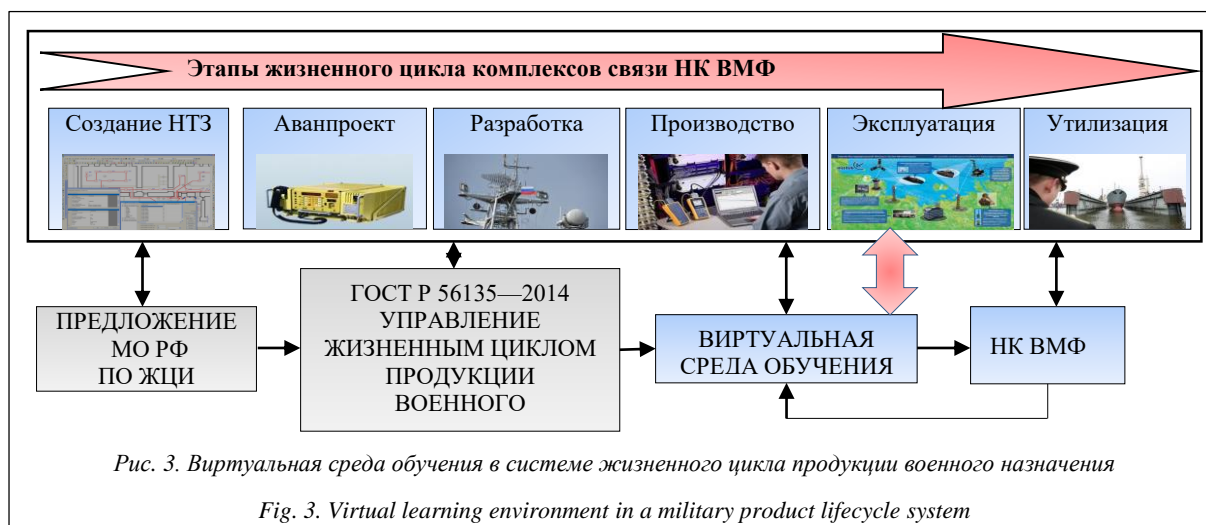 Этапы жизненного цикла комплексов связи НК ВМФ
Создание НТЗ
Аванпроект
Разработка
Производство
Эксплуатация
Утилизация
ПРЕДЛОЖЕНИЕ
МО РФ
ПО ЖЦИ
ГОСТ Р 56135—2014
УПРАВЛЕНИЕ
ЖИЗНЕННЫМ ЦИКЛОМ
ПРОДУКЦИИ
ВОЕННОГО
ВИРТУАЛЬНАЯ
СРЕДА ОБУЧЕНИЯ
НК ВМФ
Рис. 3. Виртуальная среда обучения в системе жизненного цикла продукции военного назначения
Fig. 3. Virtual learning environment in a military product lifecycle system